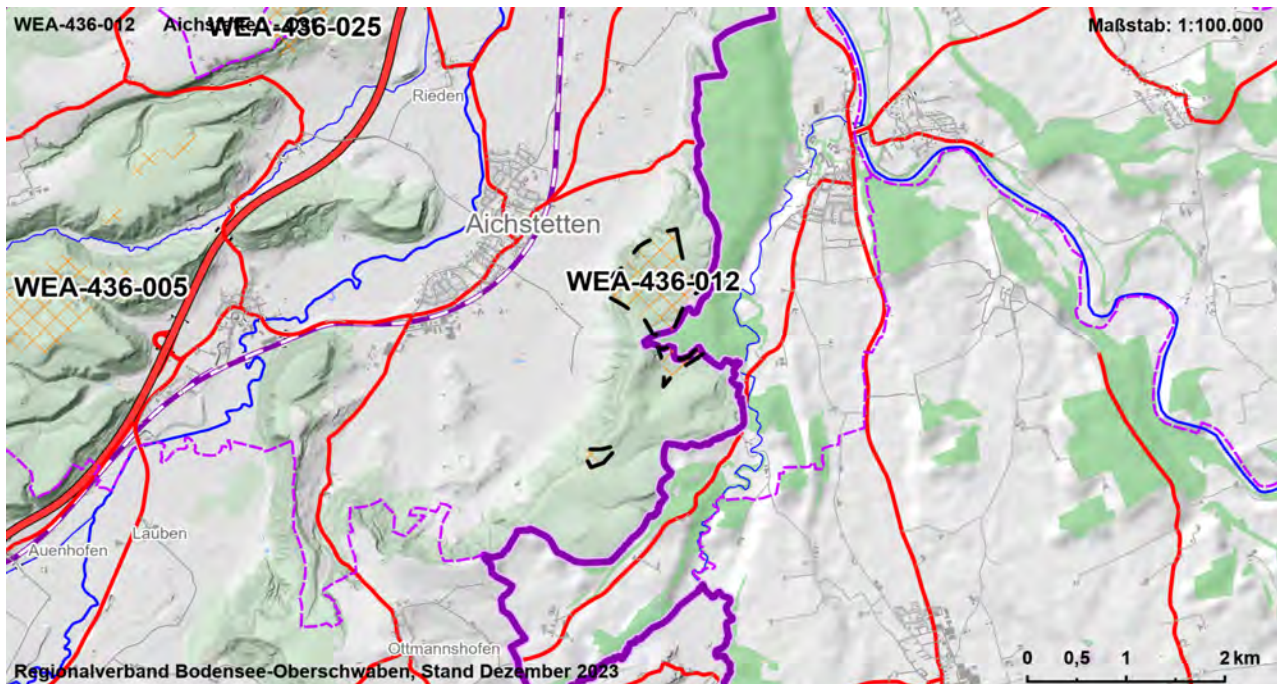 WEA-436-012 Aichstetten WEA-436-025 Maßstab: 1:100.000
Rieden
Aichstetten
WEA-436-005
WEA-436-012
Lauben
Auenhofen
Ottmannshofen
Regionalverband Bodensee-Oberschwaben, Stand Dezember 2023
0 0,5 1 2 km